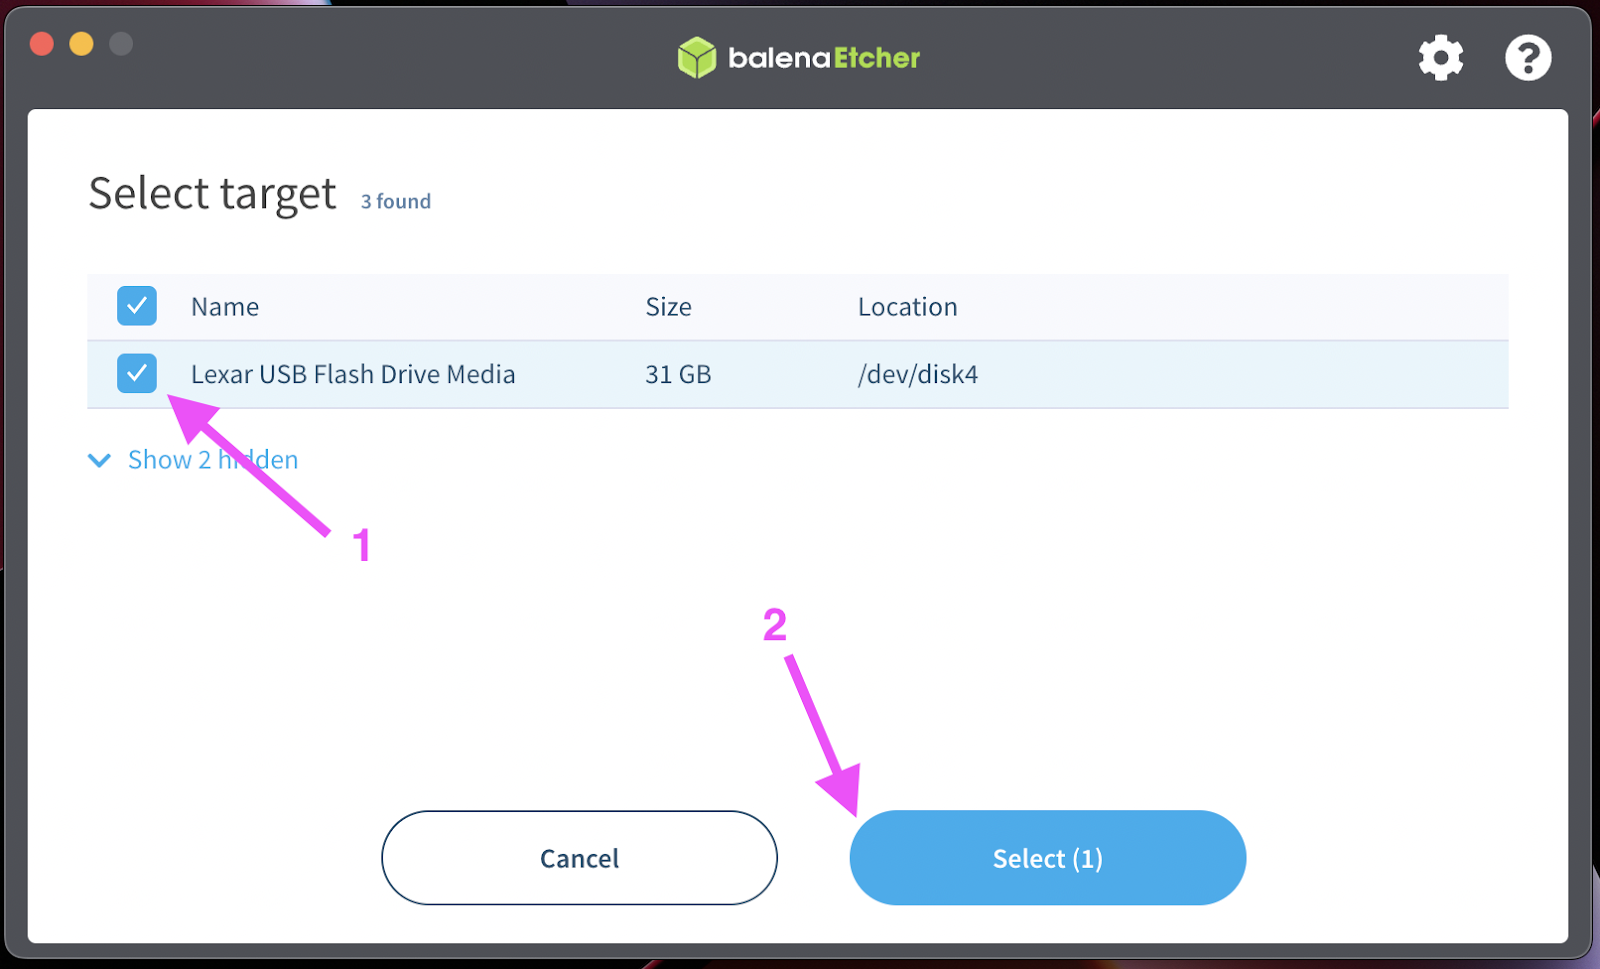 balenaEtcher
Select target 3 found
Name Size Location
Lexar USB Flash Drive Media 31 GB /dev/disk4
Show 2 hidden
1
2
Cancel Select (1)